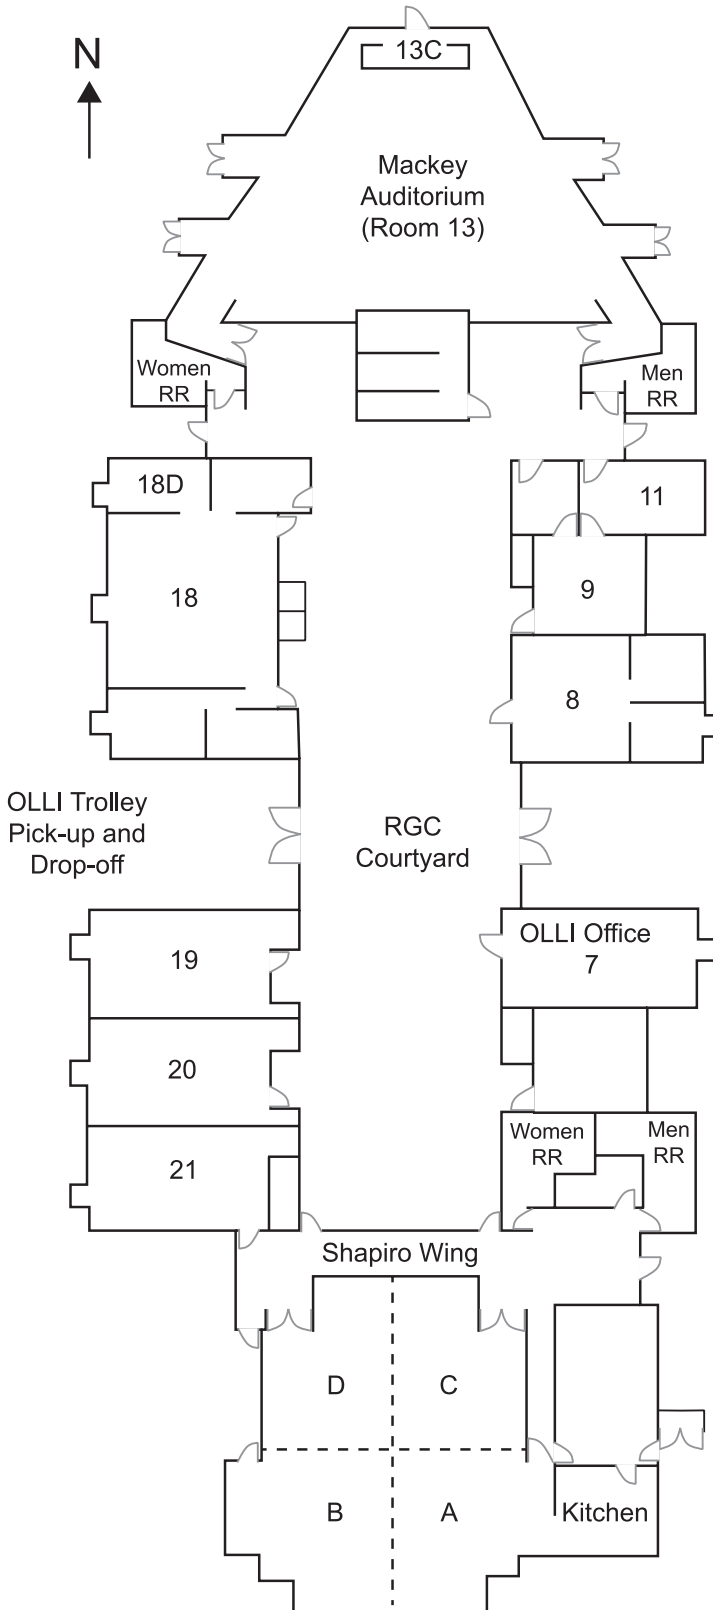 N
13C
Mackey
Auditorium
(Room 13)
Women
RR
Men
RR
18D
11
18
9
8
OLLI Trolley
Pick-up and
Drop-off
RGC
Courtyard
19
OLLI Office
7
20
Women
RR
Men
RR
21
Shapiro Wing
D
C
B
A
Kitchen